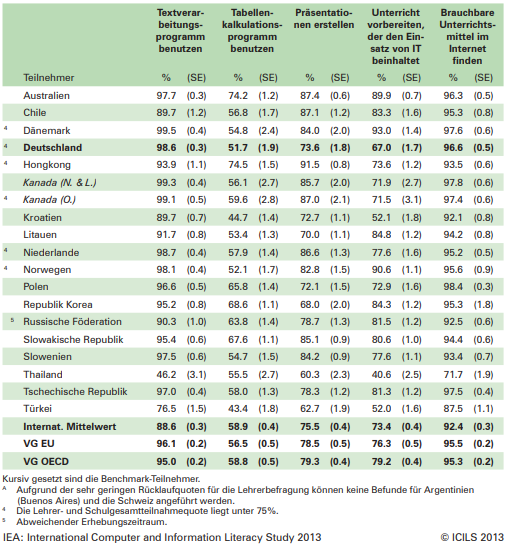 Textverar-
beitungs-
programm
benutzen
Tabellen-
kalkulations-
programm
benutzen
Präsentatio-
nen erstellen
Unterricht
vorbereiten,
der den Ein-
satz von IT
beinhaltet
Brauchbare
Unterrichts-
mittel im
Internet
finden
Teilnehmer % (SE) % (SE) % (SE) % (SE) % (SE)
Australien 97.7 (0.3) 74.2 (1.2) 87.4 (0.6) 89.9 (0.7) 96.3 (0.5)
Chile 89.7 (1.2) 56.8 (1.7) 87.1 (1.2) 83.3 (1.6) 95.3 (0.8)
4 Dänemark 99.5 (0.4) 54.8 (2.4) 84.0 (2.0) 93.0 (1.4) 97.6 (0.6)
4 Deutschland 98.6 (0.3) 51.7 (1.9) 73.6 (1.8) 67.0 (1.7) 96.6 (0.5)
4 Hongkong 93.9 (1.1) 74.5 (1.5) 91.5 (0.8) 73.6 (1.2) 93.5 (0.6)
Kanada (N. & L.) 99.3 (0.4) 56.1 (2.7) 85.7 (2.0) 71.9 (2.7) 97.8 (0.6)
4 Kanada (O.) 99.1 (0.5) 59.6 (2.8) 87.0 (2.1) 71.5 (3.1) 97.4 (0.6)
Kroatien 89.7 (0.7) 44.7 (1.4) 72.7 (1.1) 52.1 (1.8) 92.1 (0.8)
Litauen 91.7 (0.8) 53.4 (1.3) 70.0 (1.1) 84.8 (1.2) 94.2 (0.8)
4 Niederlande 98.7 (0.4) 57.9 (1.4) 86.6 (1.3) 77.6 (1.6) 95.2 (0.5)
4 Norwegen 98.1 (0.4) 52.1 (1.7) 82.8 (1.5) 90.6 (1.1) 95.6 (0.9)
Polen 96.6 (0.5) 65.8 (1.4) 72.1 (1.5) 72.9 (1.6) 98.4 (0.3)
Republik Korea 95.2 (0.8) 68.6 (1.1) 68.0 (2.0) 84.3 (1.2) 95.3 (1.8)
5 Russische Föderation 90.3 (1.0) 63.8 (1.4) 78.7 (1.3) 81.5 (1.2) 92.5 (0.6)
Slowakische Republik 95.4 (0.6) 67.6 (1.1) 85.1 (0.9) 80.6 (1.0) 94.4 (0.6)
Slowenien 97.5 (0.6) 54.7 (1.5) 84.2 (0.9) 77.6 (1.1) 93.4 (0.7)
Thailand 46.2 (3.1) 55.5 (2.7) 60.3 (2.3) 40.6 (2.5) 71.7 (1.9)
Tschechische Republik 97.0 (0.4) 58.0 (1.3) 78.3 (1.2) 81.3 (1.2) 97.5 (0.4)
Türkei 76.5 (1.5) 43.4 (1.8) 62.7 (1.9) 52.0 (1.6) 87.5 (1.1)
Internat. Mittelwert 88.6 (0.3) 58.9 (0.4) 75.5 (0.4) 73.4 (0.4) 92.4 (0.3)
VG EU 96.1 (0.2) 56.5 (0.5) 78.5 (0.5) 76.3 (0.5) 95.5 (0.2)
VG OECD 95.0 (0.2) 58.8 (0.5) 79.3 (0.4) 79.2 (0.4) 95.3 (0.2)
Kursiv gesetzt sind die Benchmark-Teilnehmer.
A Aufgrund der sehr geringen Rücklaufquoten für die Lehrerbefragung können keine Befunde für Argentinien
(Buenos Aires) und die Schweiz angeführt werden.
4 Die Lehrer- und Schulgesamtteilnahmequote liegt unter 75%.
5 Abweichender Erhebungszeitraum.
IEA: International Computer and Information Literacy Study 2013 © ICILS 2013